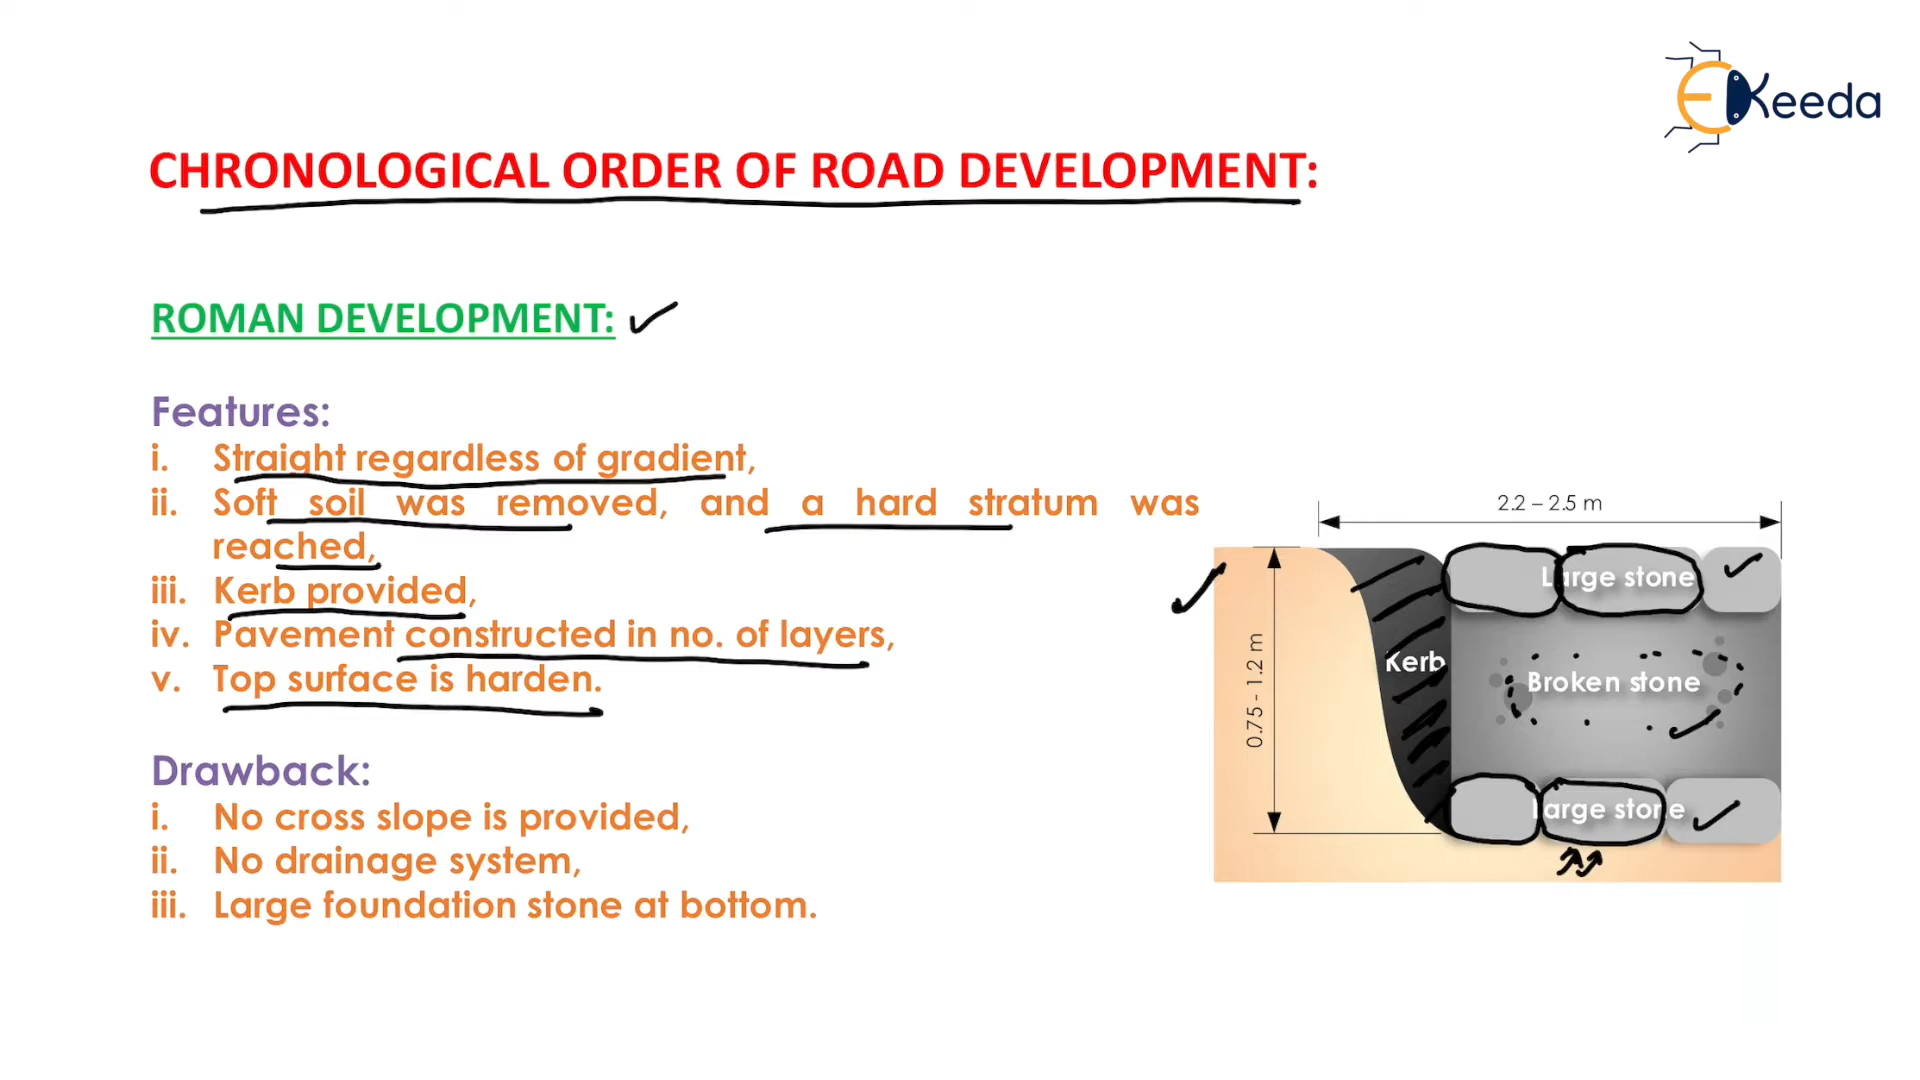 EKeeda
CHRONOLOGICAL ORDER OF ROAD DEVELOPMENT:
ROMAN DEVELOPMENT:
Features:
i. Straight regardless of gradient,
ii. Soft soil was removed, and a hard stratum was
reached,
iii. Kerb provided,
iv. Pavement constructed in no. of layers,
v. Top surface is harden.
Drawback:
i. No cross slope is provided,
ii. No drainage system,
iii. Large foundation stone at bottom.
2.2 – 2.5 m
Large stone
0.75 - 1.2 m
Kerb
Broken stone
Large stone